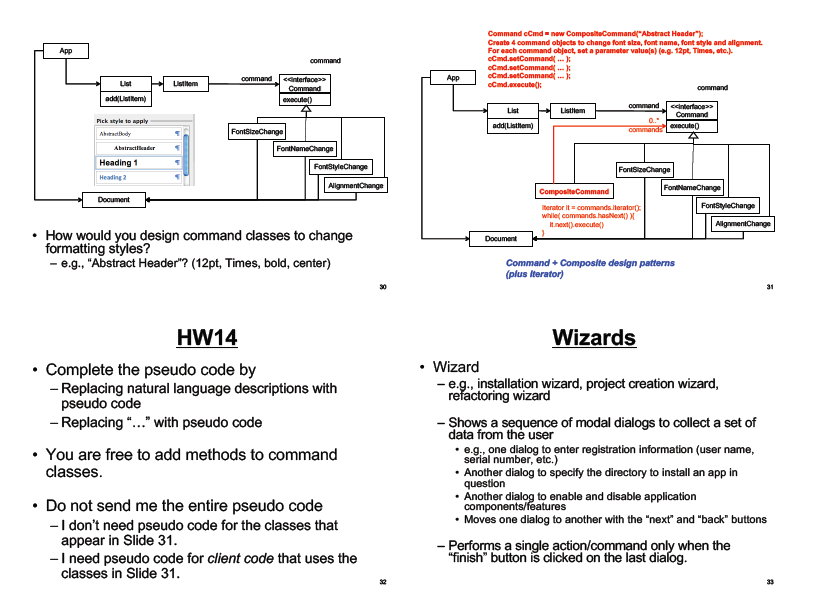 App
command
List
add(ListItem)
ListItem
command
<<interface>>
Command
execute()
Pick style to apply
AbstractBody ¶
AbstractHeader ¶
Heading 1 ¶
Heading 2 ¶
FontSizeChange
FontNameChange
FontStyleChange
AlignmentChange
Document
• How would you design command classes to change
formatting styles?
– e.g., “Abstract Header”? (12pt, Times, bold, center)
30
Command cCmd = new CompositeCommand(“Abstract Header”);
Create 4 command objects to change font size, font name, font style and alignment.
For each command object, set a parameter value(s) (e.g. 12pt, Times, etc.).
cCmd.setCommand( ... );
cCmd.setCommand( ... );
cCmd.setCommand( ... );
cCmd.execute();
App
command
List
add(ListItem)
ListItem
command
<<interface>>
Command
execute()
0..*
commands
FontSizeChange
CompositeCommand
FontNameChange
FontStyleChange
AlignmentChange
Iterator it = commands.iterator();
while( commands.hasNext() ){
it.next().execute()
}
Document
Command + Composite design patterns
(plus Iterator)
31
HW14
• Complete the pseudo code by
– Replacing natural language descriptions with
pseudo code
– Replacing “…” with pseudo code
• You are free to add methods to command
classes.
• Do not send me the entire pseudo code
– I don’t need pseudo code for the classes that
appear in Slide 31.
– I need pseudo code for client code that uses the
classes in Slide 31.
32
Wizards
• Wizard
– e.g., installation wizard, project creation wizard,
refactoring wizard
– Shows a sequence of modal dialogs to collect a set of
data from the user
• e.g., one dialog to enter registration information (user name,
serial number, etc.)
• Another dialog to specify the directory to install an app in
question
• Another dialog to enable and disable application
components/features
• Moves one dialog to another with the “next” and “back” buttons
– Performs a single action/command only when the
“finish” button is clicked on the last dialog.
33